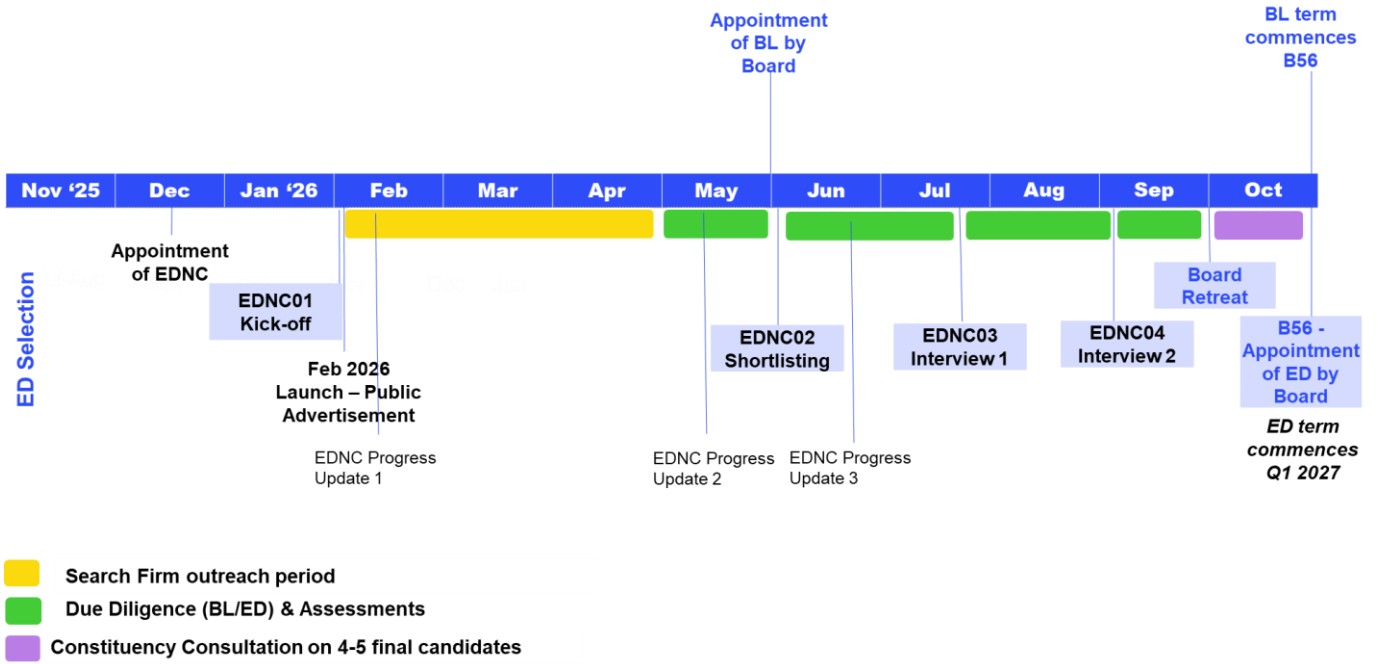 Appointment
of BL by
Board
BL term
commences
B56
Nov ‘25 Dec Jan ‘26 Feb Mar Apr May Jun Jul Aug Sep Oct
ED Selection
Appointment
of EDNC
EDNC01
Kick-off
Feb 2026
Launch – Public
Advertisement
EDNC Progress
Update 1
EDNC Progress
Update 2
EDNC02
Shortlisting
EDNC Progress
Update 3
EDNC03
Interview 1
EDNC04
Interview 2
Board
Retreat
B56 -
Appointment
of ED by
Board
ED term
commences
Q1 2027
Search Firm outreach period
Due Diligence (BL/ED) & Assessments
Constituency Consultation on 4-5 final candidates